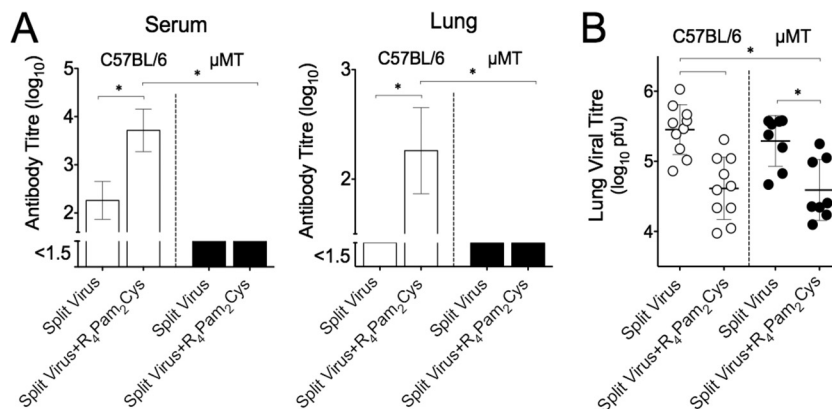 A
Serum
C57BL/6
µMT
*
*
Antibody Titre (log10)
5
4
3
2
<1.5
Split Virus
Split Virus+R4Pam2Cys
Split Virus
Split Virus+R4Pam2Cys
Lung
C57BL/6
µMT
*
*
Antibody Titre (log10)
3
2
<1.5
Split Virus
Split Virus+R4Pam2Cys
Split Virus
Split Virus+R4Pam2Cys
B
C57BL/6
µMT
*
*
Lung Viral Titre
(log10 pfu)
6
5
4
Split Virus
Split Virus+R4Pam2Cys
Split Virus
Split Virus+R4Pam2Cys